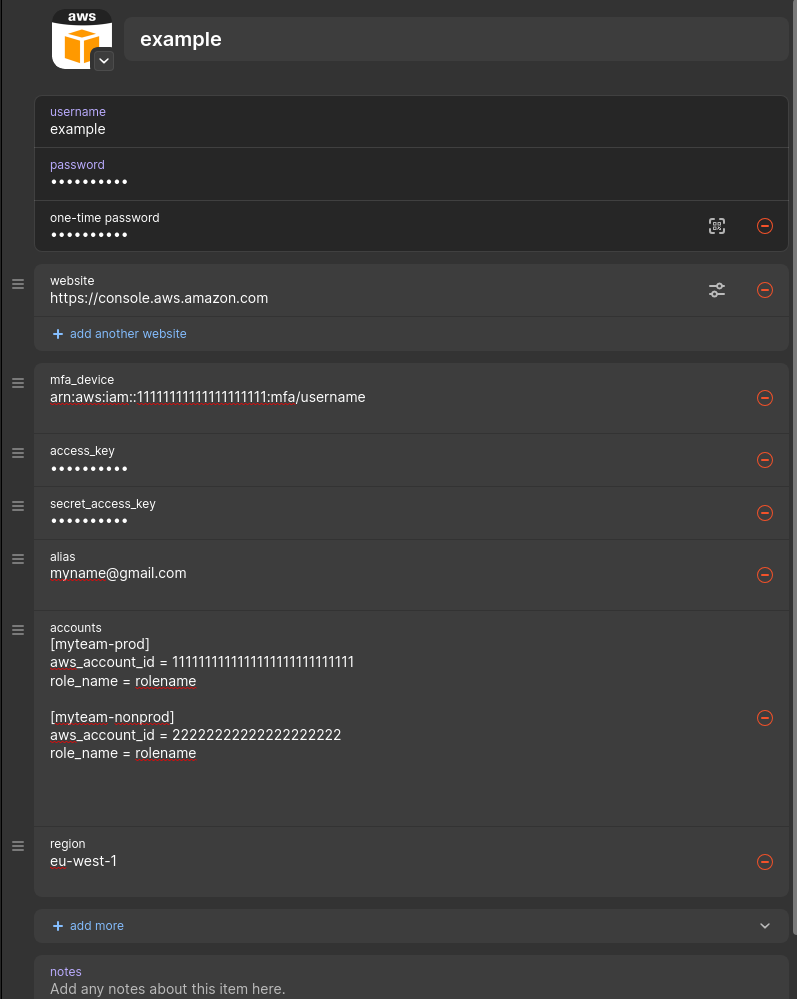 aws
example
username
example
password
••••••••••
one-time password
••••••••••
website
https://console.aws.amazon.com
+ add another website
mfa_device
arn:aws:iam::11111111111111111111:mfa/username
access_key
••••••••••
secret_access_key
••••••••••
alias
myname@gmail.com
accounts
[myteam-prod]
aws_account_id = 1111111111111111111111111111
role_name = rolename
[myteam-nonprod]
aws_account_id = 22222222222222222222
role_name = rolename
region
eu-west-1
+ add more
notes
Add any notes about this item here.